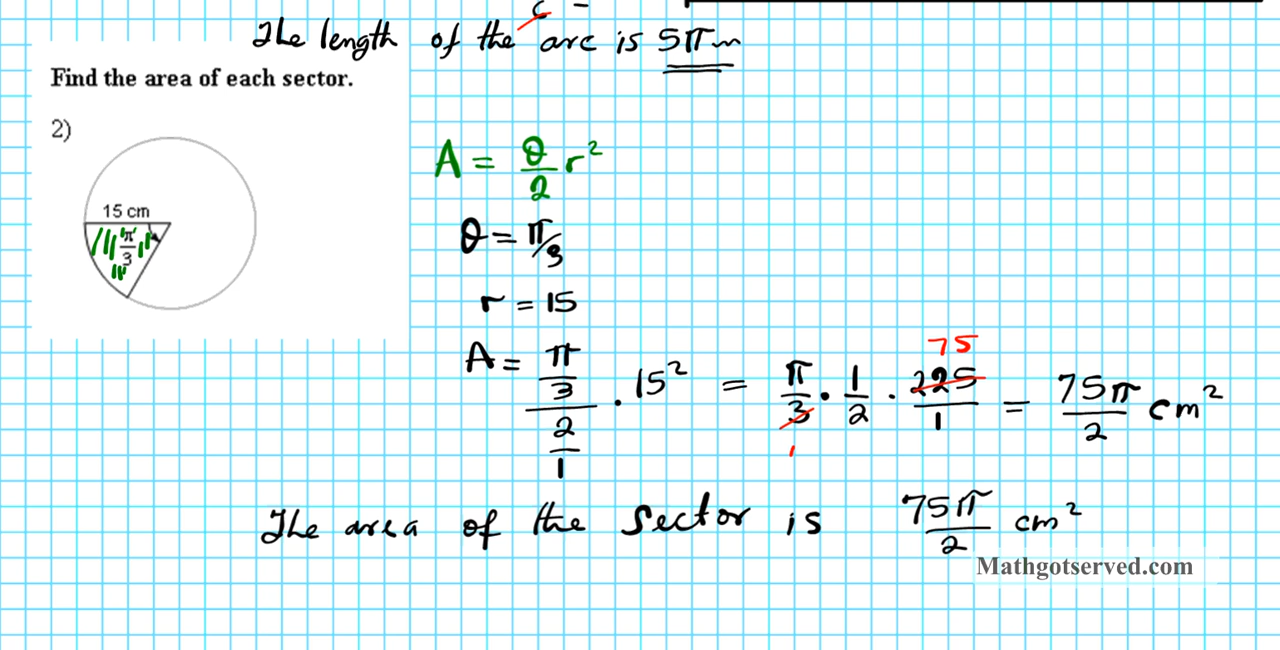 The length of the arc is 5π m
Find the area of each sector.
2)
15 cm
π/3
A = θ/2 r²
θ = π/3
r = 15
A = (π/3)/(2/1) · 15² = π/3 · 1/2 · 225/1 = 75π/2 cm²
75
1
The area of the sector is 75π/2 cm²
Mathgotserved.com